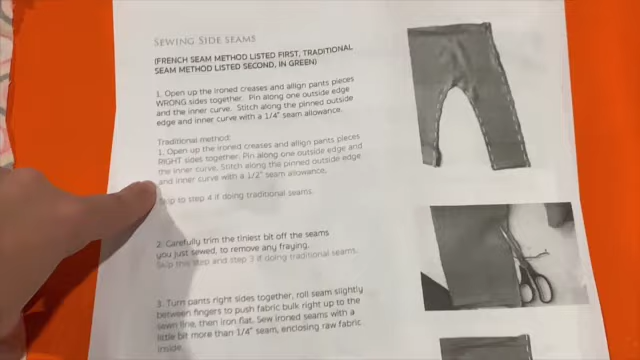 SEWING SIDE SEAMS
(FRENCH SEAM METHOD LISTED FIRST, TRADITIONAL
SEAM METHOD LISTED SECOND, IN GREEN)
1. Open up the ironed creases and allign pants pieces
WRONG sides together. Pin along one outside edge
and the inner curve. Stitch along the pinned outside
edge and inner curve with a 1/4" seam allowance.
Traditional method:
1. Open up the ironed creases and allign pants pieces
RIGHT sides together. Pin along one outside edge and
the inner curve. Stitch along the pinned outside edge
and inner curve with a 1/2" seam allowance.
Skip to step 4 if doing traditional seams.
2. Carefully trim the tiniest bit off the seams
you just sewed, to remove any fraying.
Skip this step and step 3 if doing traditional seams.
3. Turn pants right sides together, roll seam slightly
between fingers to push fabric bulk right up to the
sewn line, then iron flat. Sew ironed seams with a
little bit more than 1/4" seam, enclosing raw fabric
inside.